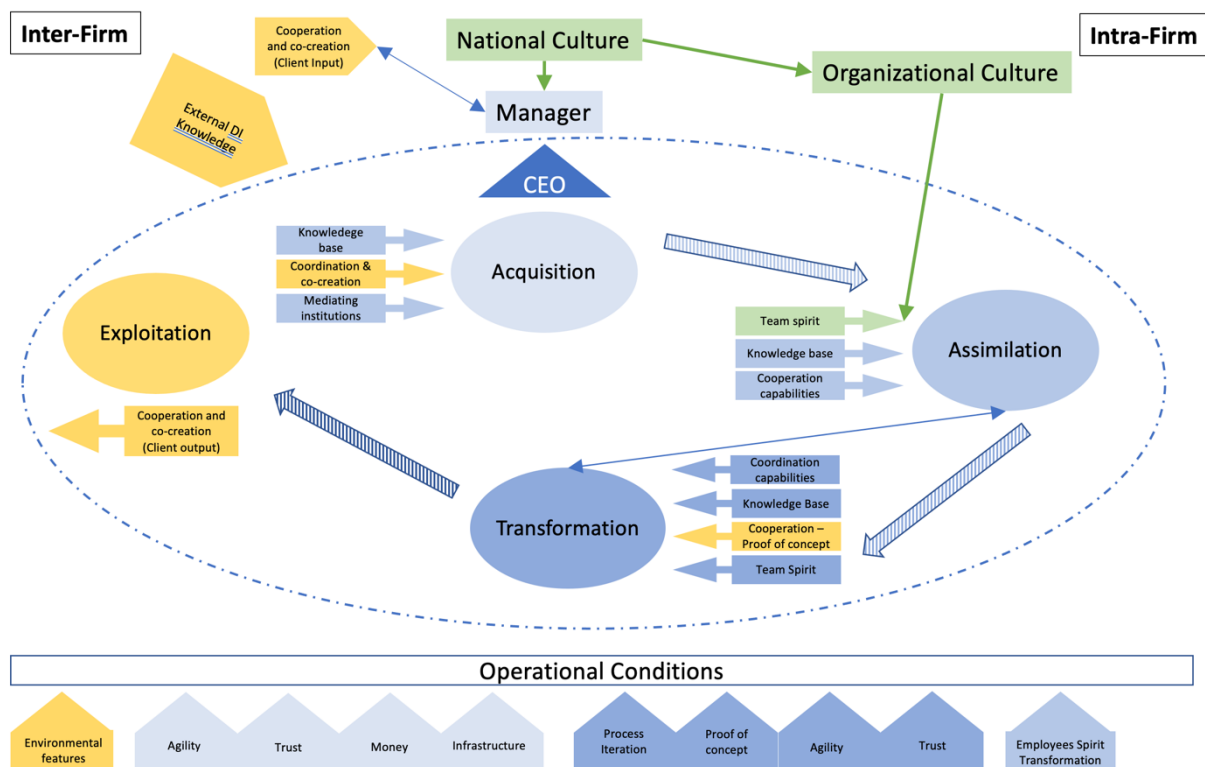 Inter-Firm
Cooperation
and co-creation
(Client Input)
National Culture
Intra-Firm
Organizational Culture
External DI
Knowledge
Manager
CEO
Knowledege
base
Coordination &
co-creation
Mediating
institutions
Acquisition
Exploitation
Team spirit
Knowledge base
Cooperation
capabilities
Assimilation
Cooperation and
co-creation
(Client output)
Transformation
Coordination
capabilities
Knowledge Base
Cooperation –
Proof of concept
Team Spirit
Operational Conditions
Environmental
features
Agility
Trust
Money
Infrastructure
Process
Iteration
Proof of
concept
Agility
Trust
Employees Spirit
Transformation